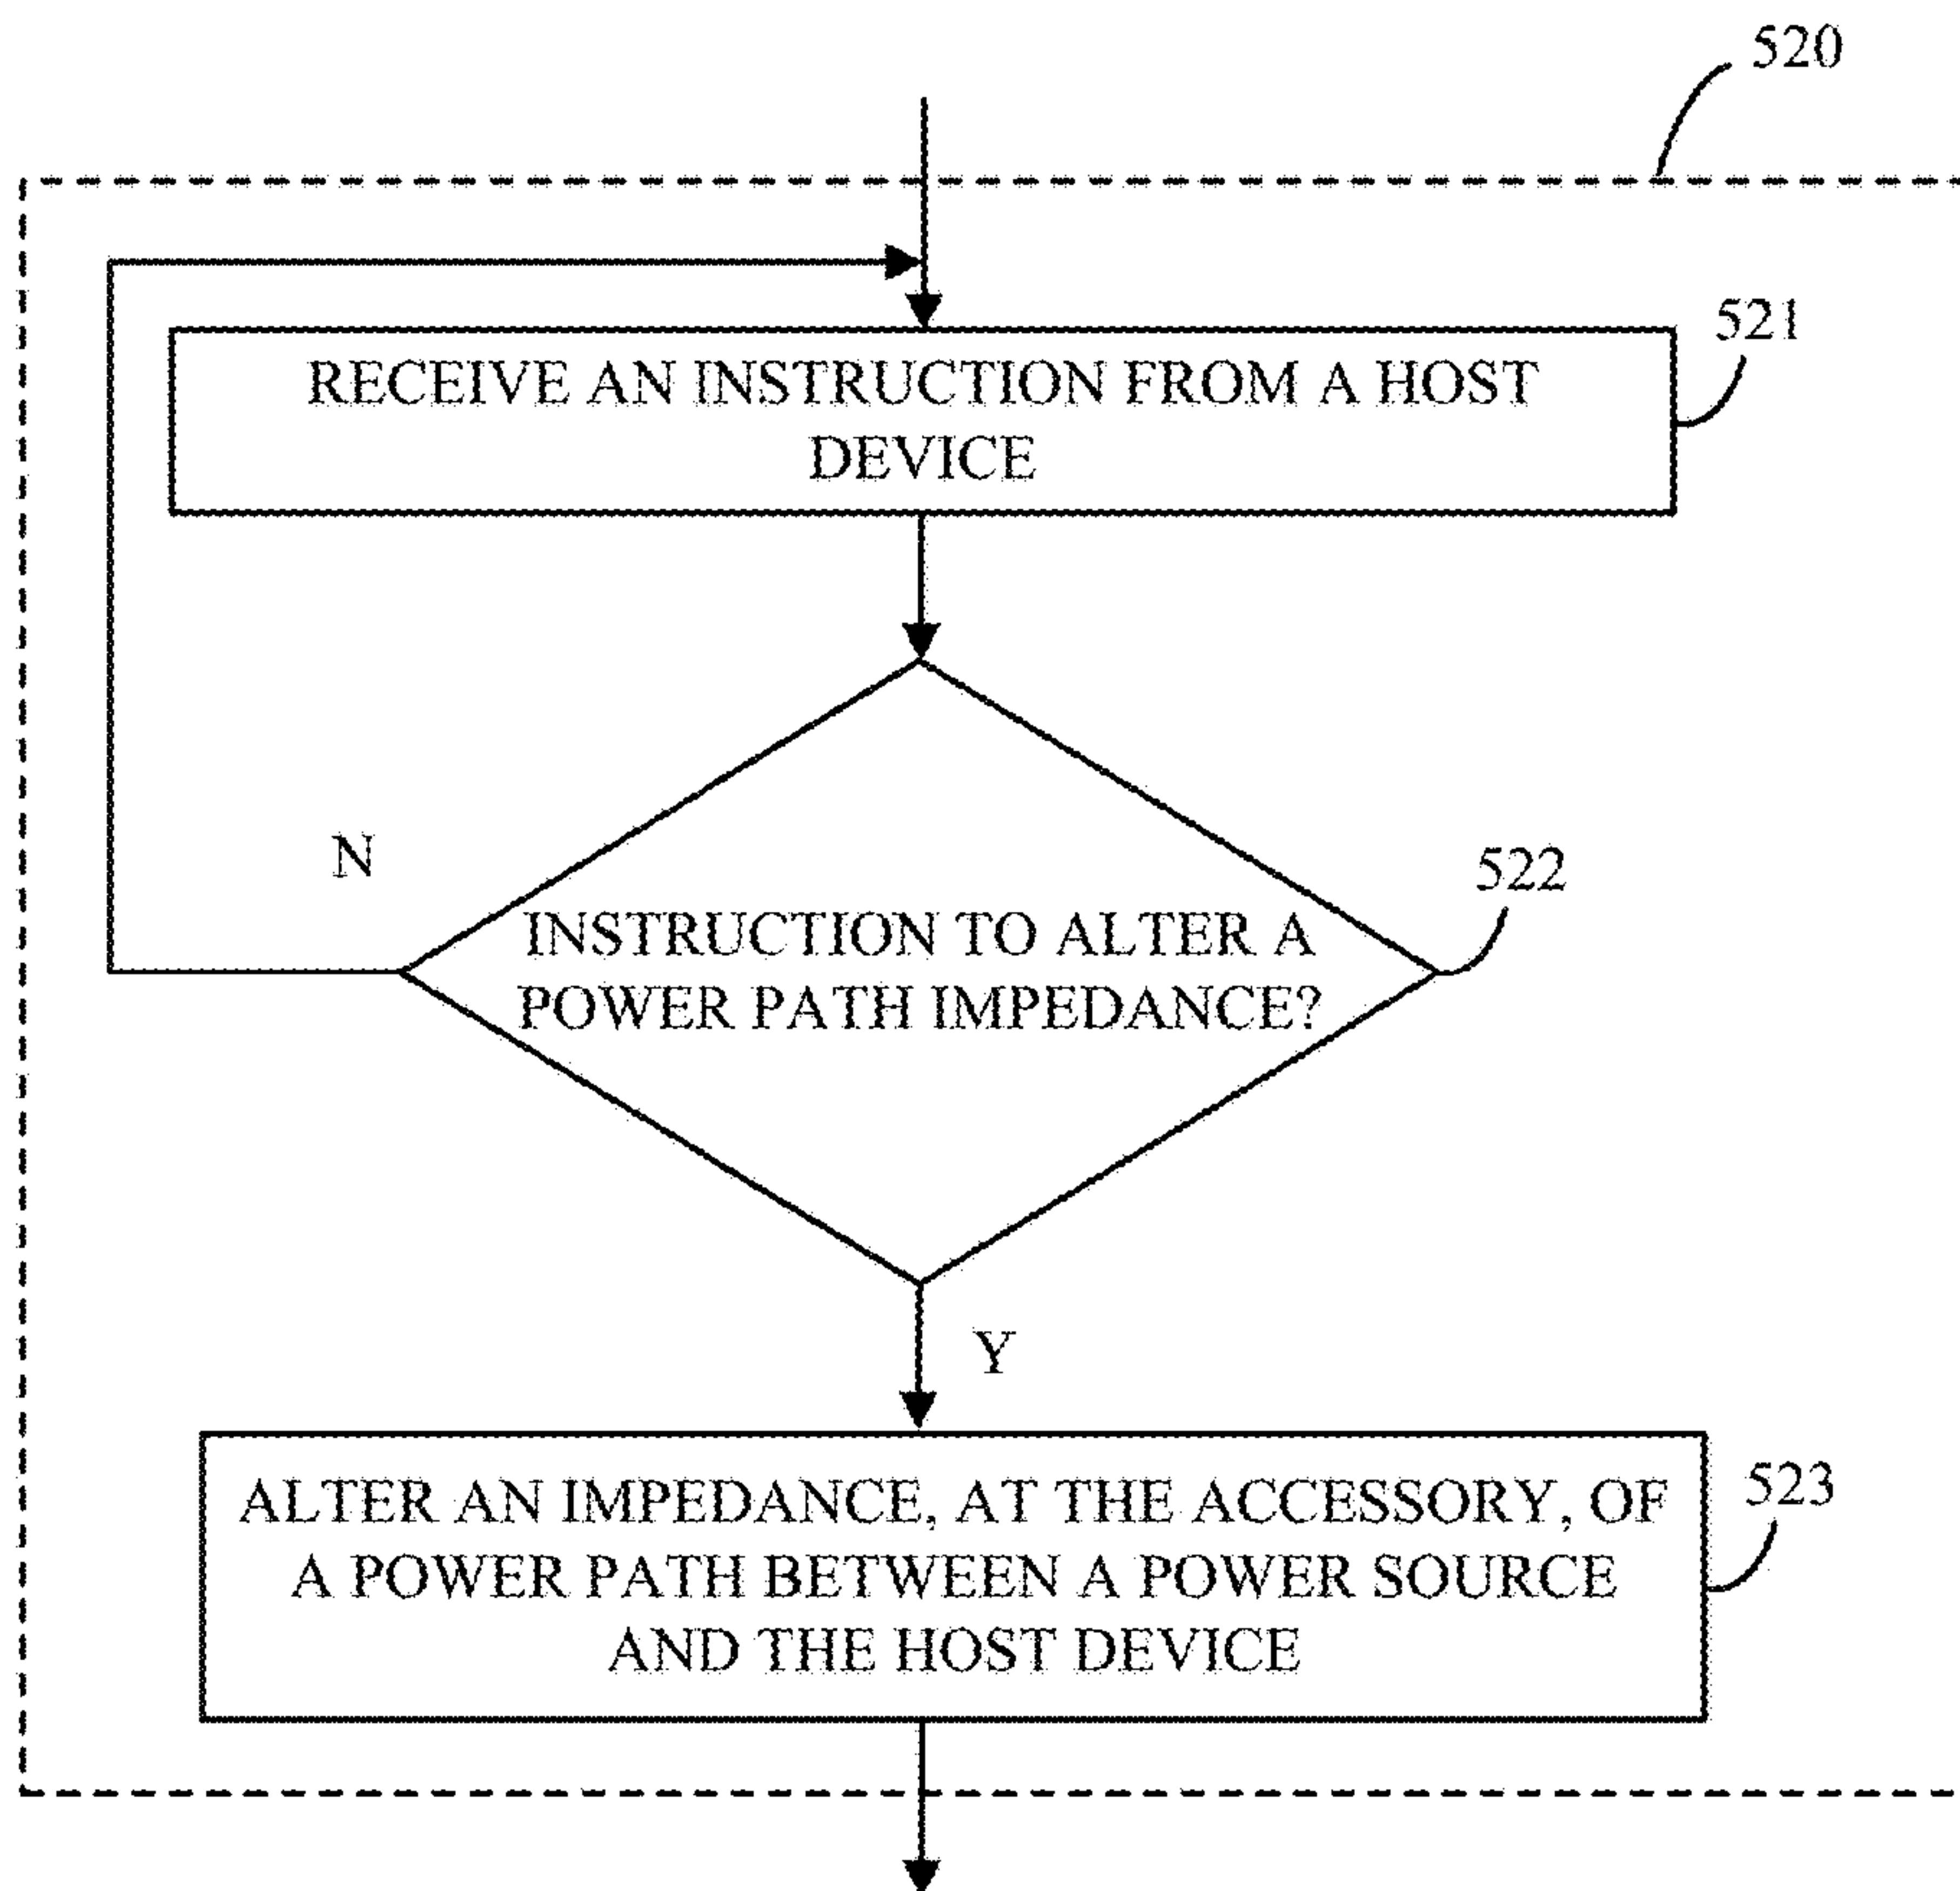 520
521
RECEIVE AN INSTRUCTION FROM A HOST
DEVICE
N
522
INSTRUCTION TO ALTER A
POWER PATH IMPEDANCE?
Y
523
ALTER AN IMPEDANCE, AT THE ACCESSORY, OF
A POWER PATH BETWEEN A POWER SOURCE
AND THE HOST DEVICE